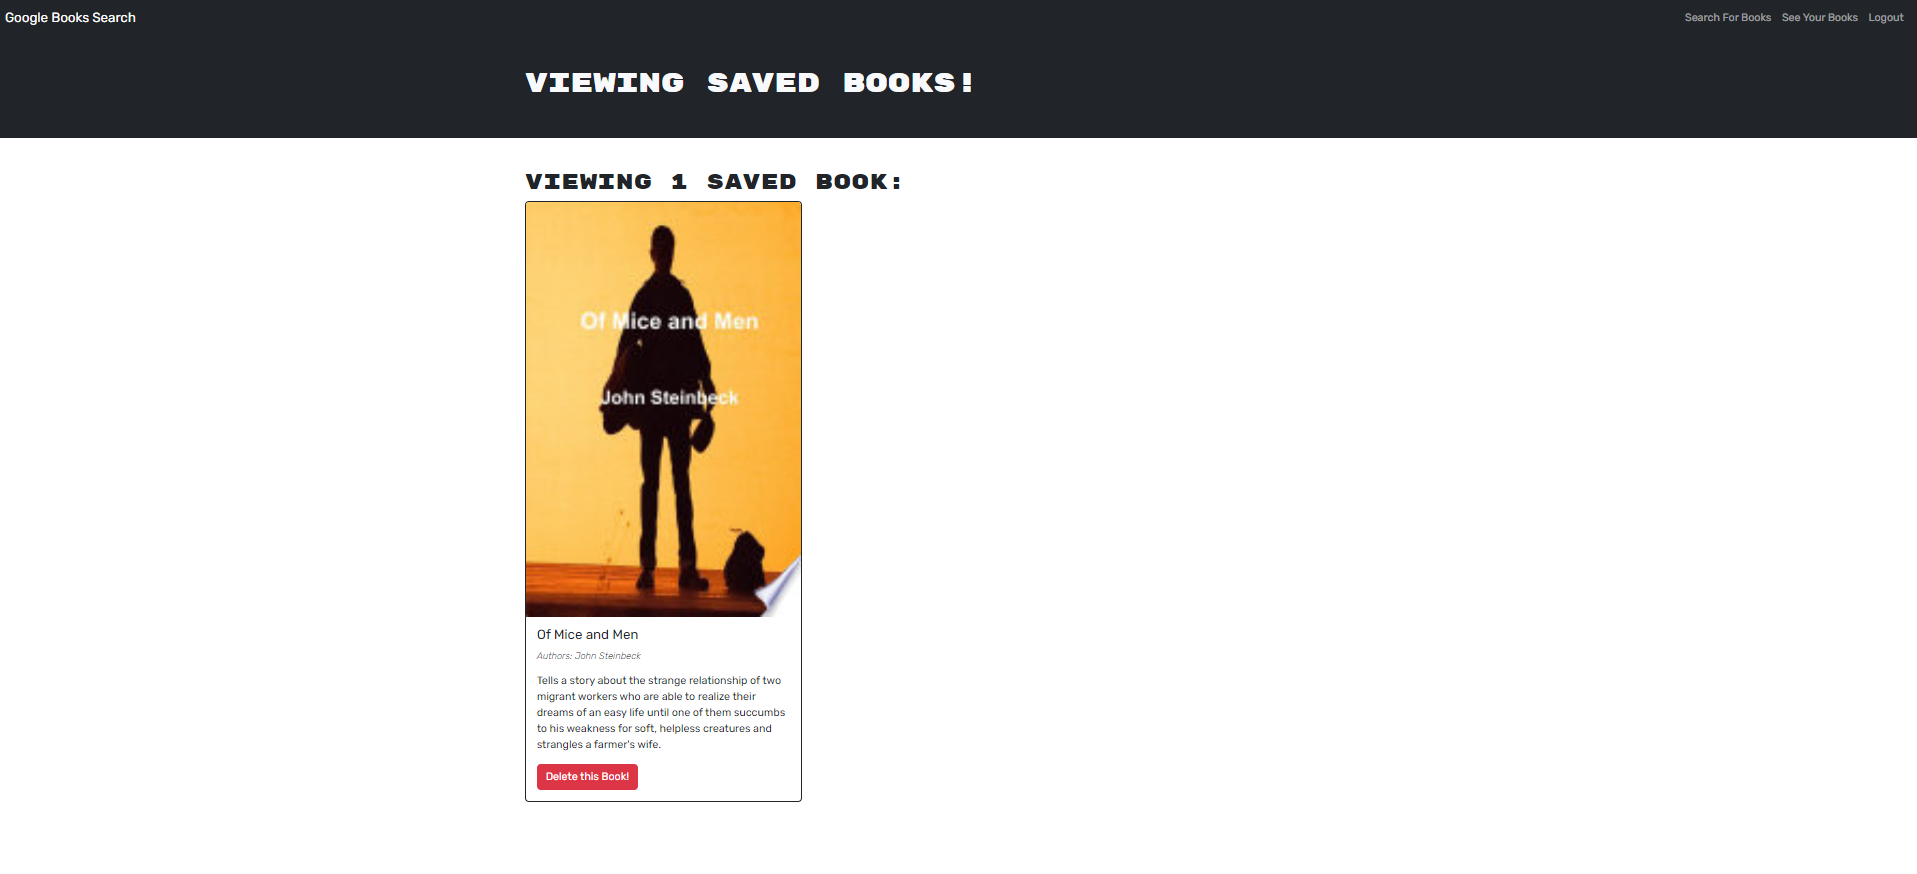 Google Books Search
Search For Books See Your Books Logout
VIEWING SAVED BOOKS!
VIEWING 1 SAVED BOOK:
Of Mice and Men
John Steinbeck
Of Mice and Men
Authors: John Steinbeck
Tells a story about the strange relationship of two
migrant workers who are able to realize their
dreams of an easy life until one of them succumbs
to his weakness for soft, helpless creatures and
strangles a farmer's wife.
Delete this Book!